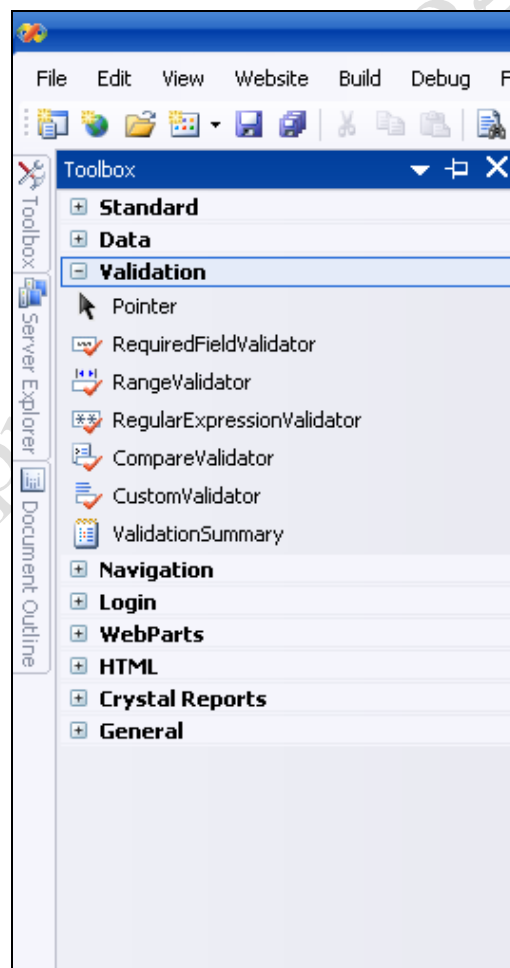 File Edit View Website Build Debug
Toolbox
Standard
Data
Validation
Pointer
RequiredFieldValidator
RangeValidator
RegularExpressionValidator
CompareValidator
CustomValidator
ValidationSummary
Navigation
Login
WebParts
HTML
Crystal Reports
General
Toolbox
Server Explorer
Document Outline